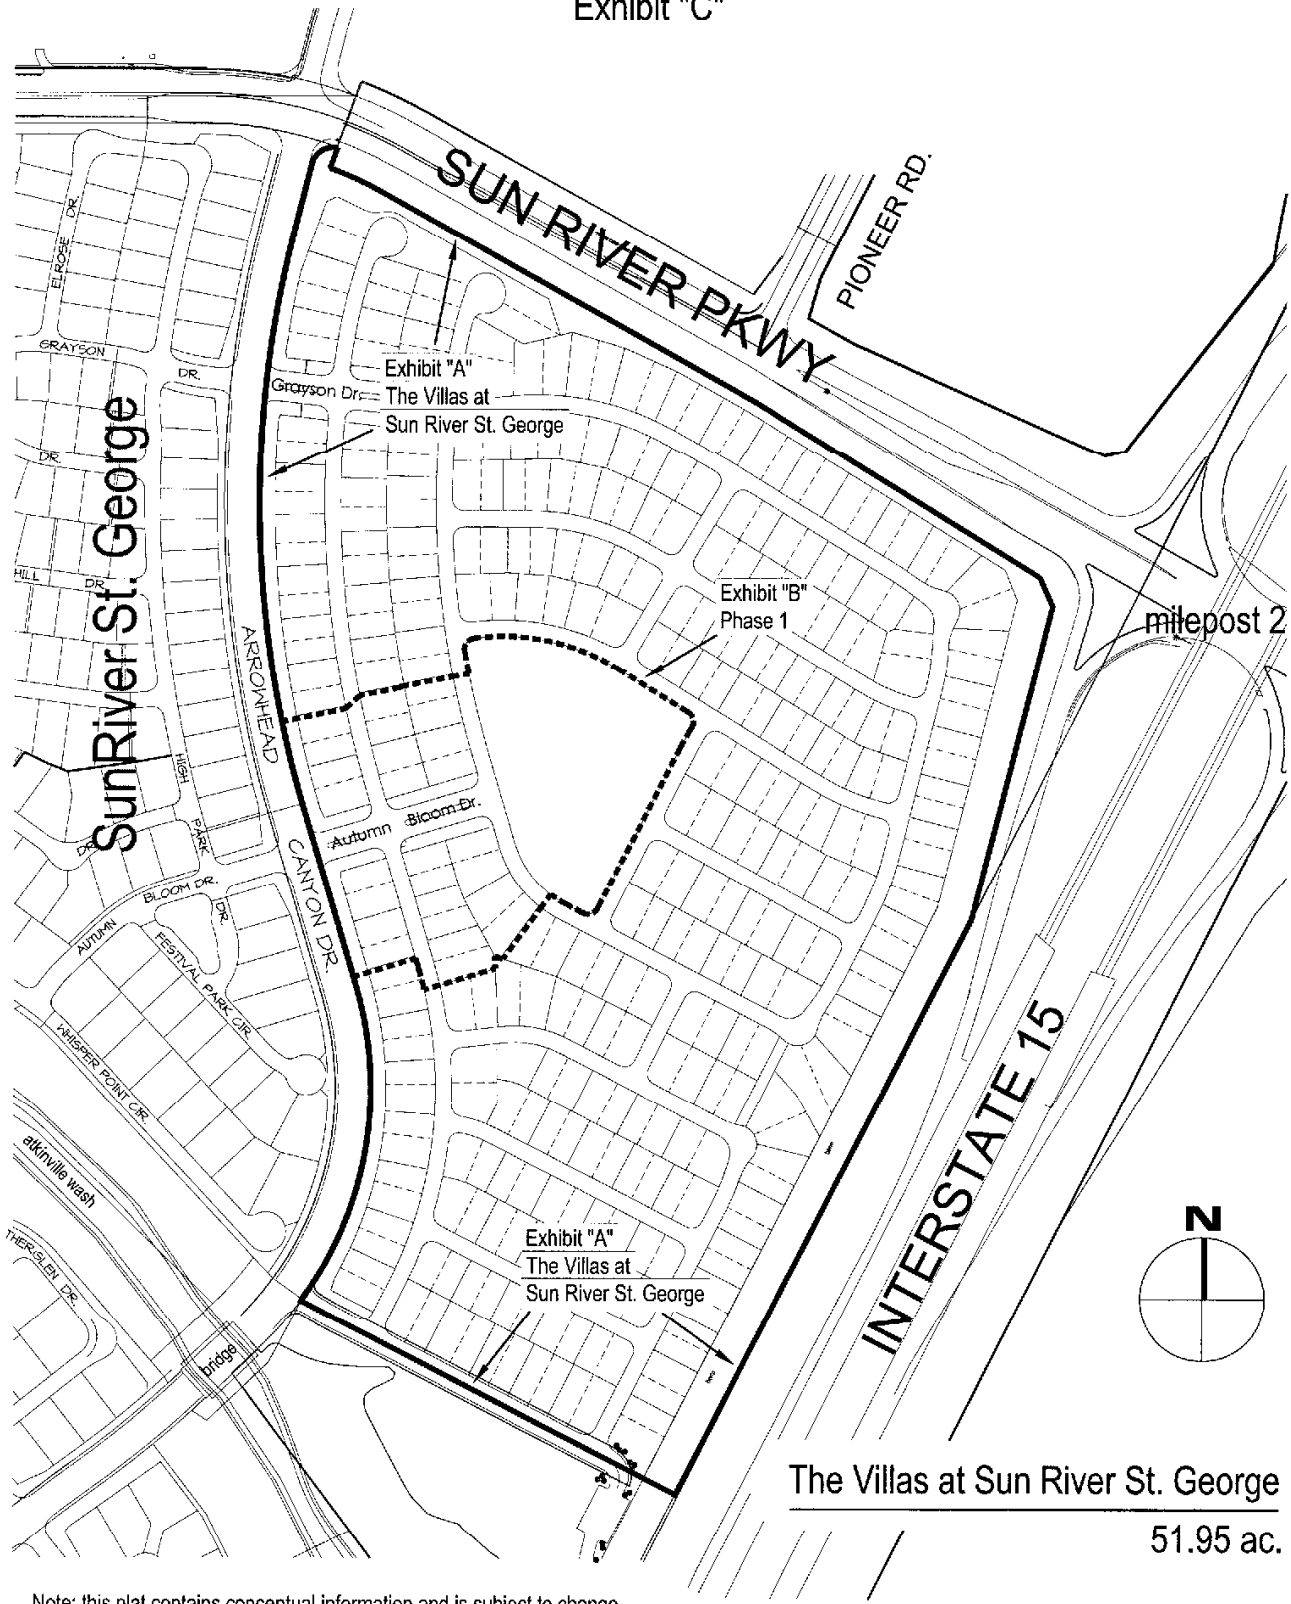 Exhibit "C"
SUN RIVER PKWY.
PIONEER RD.
ELROSE DR.
GRAYSON
DR.
Grayson Dr.
Exhibit "A"
The Villas at
Sun River St. George
DR.
SunRiver St. George
HILL DR.
Exhibit "B"
Phase 1
milepost 2
ARROWHEAD
CANYON DR.
HIGH
PARK
DR.
Autumn Bloom Dr.
AUTUMN
BLOOM DR.
DR.
FESTIVAL PARK CIR.
WHISPER POINT CIR.
atkinville wash
INTERSTATE 15
N
Exhibit "A"
The Villas at
Sun River St. George
bridge
The Villas at Sun River St. George
51.95 ac.
Note: this plat contains conceptual information and is subject to change